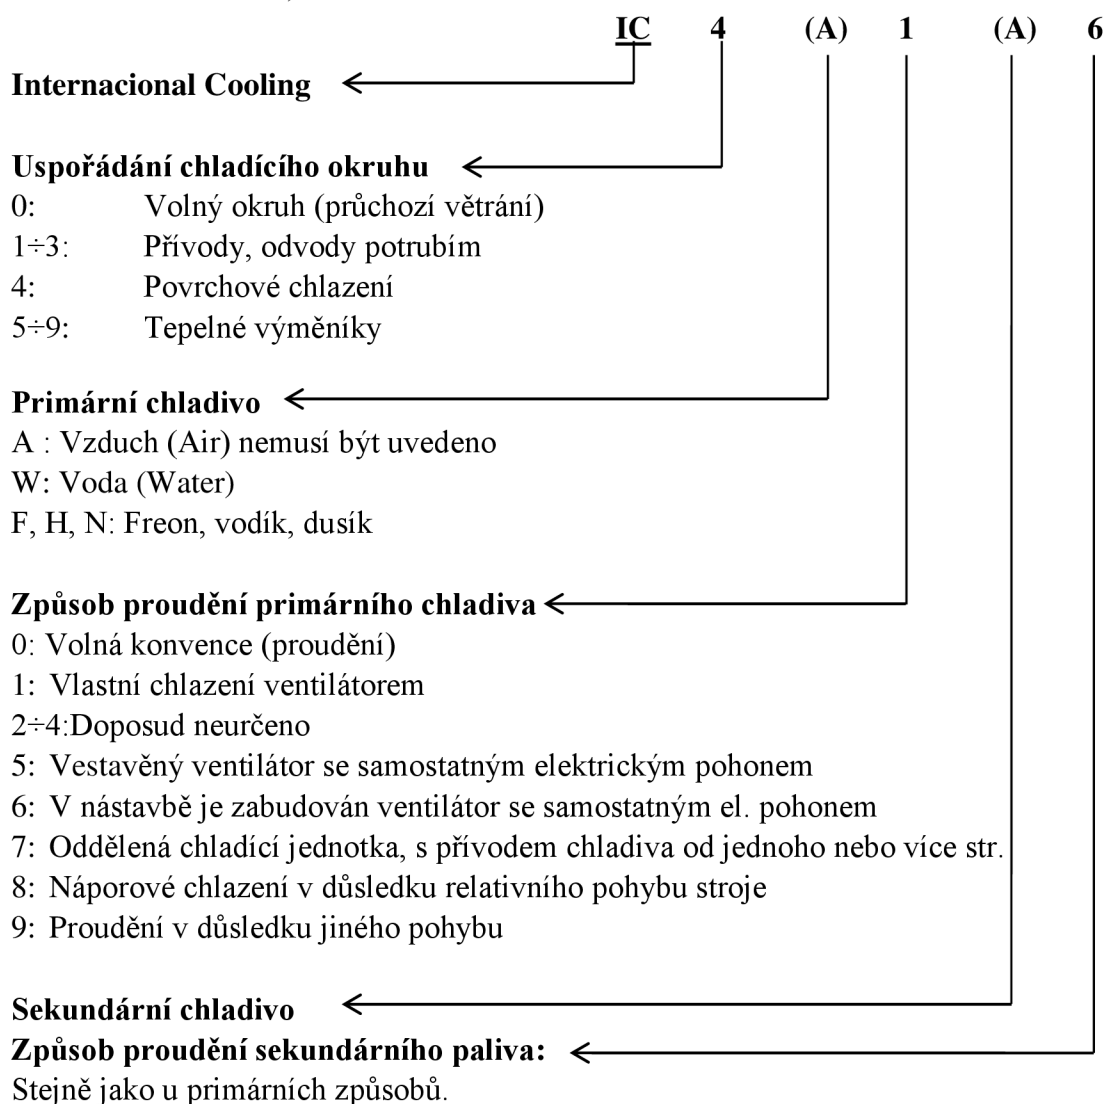 IC 4 (A) 1 (A) 6
Internacional Cooling
Uspořádání chladícího okruhu
0: Volný okruh (průchozí větrání)
1÷3: Přívody, odvody potrubím
4: Povrchové chlazení
5÷9: Tepelné výměníky
Primární chladivo
A : Vzduch (Air) nemusí být uvedeno
W: Voda (Water)
F, H, N: Freon, vodík, dusík
Způsob proudění primárního chladiva
0: Volná konvence (proudění)
1: Vlastní chlazení ventilátorem
2÷4:Doposud neurčeno
5: Vestavěný ventilátor se samostatným elektrickým pohonem
6: V nástavbě je zabudován ventilátor se samostatným el. pohonem
7: Oddělená chladící jednotka, s přívodem chladiva od jednoho nebo více str.
8: Náporové chlazení v důsledku relativního pohybu stroje
9: Proudění v důsledku jiného pohybu
Sekundární chladivo
Způsob proudění sekundárního paliva:
Stejně jako u primárních způsobů.